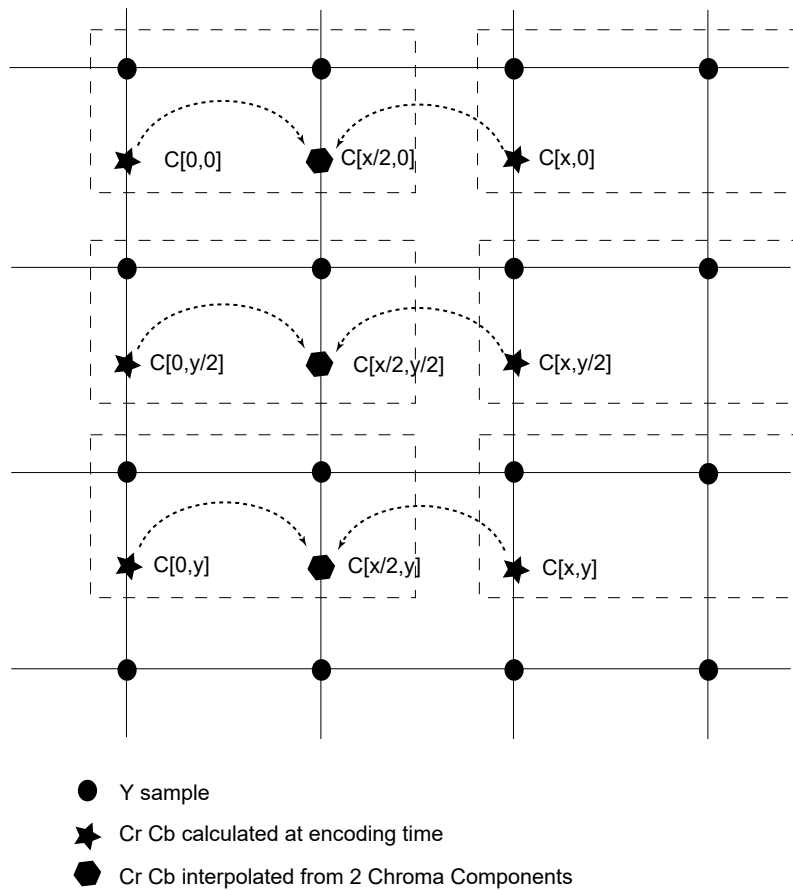 C[0,0] C[x/2,0] C[x,0]
C[0,y/2] C[x/2,y/2] C[x,y/2]
C[0,y] C[x/2,y] C[x,y]
Y sample
Cr Cb calculated at encoding time
Cr Cb interpolated from 2 Chroma Components